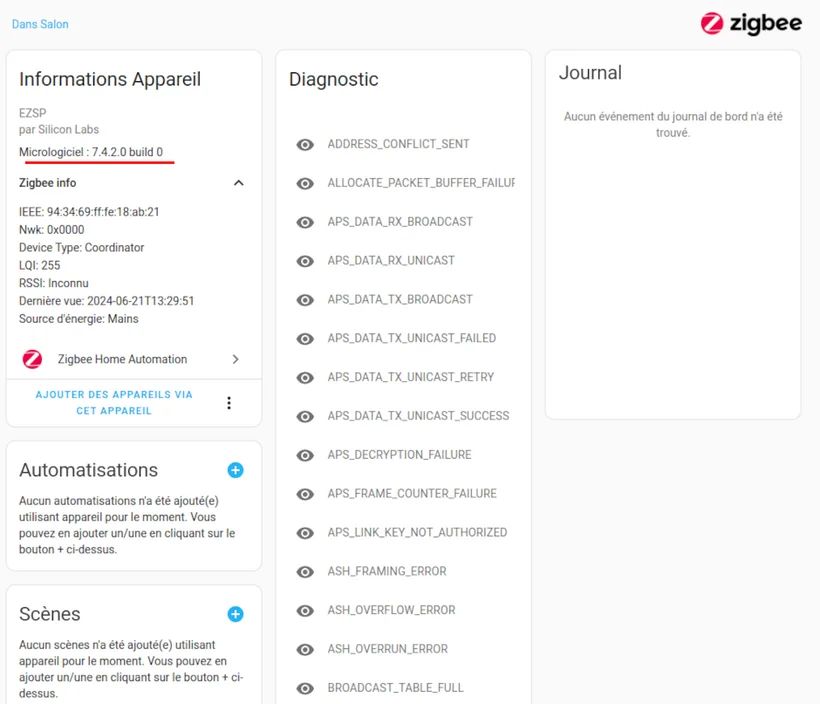 Dans Salon
zigbee
Informations Appareil
EZSP
par Silicon Labs
Micrologiciel : 7.4.2.0 build 0
Zigbee info
IEEE: 94:34:69:ff:fe:18:ab:21
Nwk: 0x0000
Device Type: Coordinator
LQI: 255
RSSI: Inconnu
Dernière vue: 2024-06-21T13:29:51
Source d'énergie: Mains
Zigbee Home Automation
AJOUTER DES APPAREILS VIA
CET APPAREIL
Automatisations
Aucun automatisations n'a été ajouté(e)
utilisant appareil pour le moment. Vous
pouvez en ajouter un/une en cliquant sur le
bouton + ci-dessus.
Scènes
Aucun scènes n'a été ajouté(e) utilisant
appareil pour le moment. Vous pouvez en
ajouter un/une en cliquant sur le bouton + ci-
dessus.
Diagnostic
ADDRESS_CONFLICT_SENT
ALLOCATE_PACKET_BUFFER_FAILUR
APS_DATA_RX_BROADCAST
APS_DATA_RX_UNICAST
APS_DATA_TX_BROADCAST
APS_DATA_TX_UNICAST_FAILED
APS_DATA_TX_UNICAST_RETRY
APS_DATA_TX_UNICAST_SUCCESS
APS_DECRYPTION_FAILURE
APS_FRAME_COUNTER_FAILURE
APS_LINK_KEY_NOT_AUTHORIZED
ASH_FRAMING_ERROR
ASH_OVERFLOW_ERROR
ASH_OVERRUN_ERROR
BROADCAST_TABLE_FULL
Journal
Aucun événement du journal de bord n'a été
trouvé.